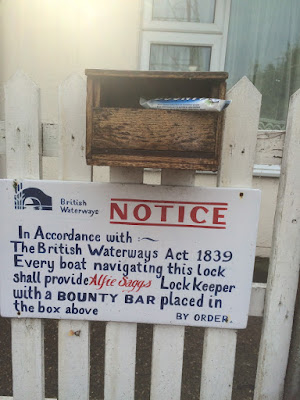 BOUNTY
British
Waterways
NOTICE
In Accordance with :~
The British Waterways Act 1839
Every boat navigating this lock
shall provide Alfie Saggs Lock keeper
with a BOUNTY BAR placed in
the box above
BY ORDER.